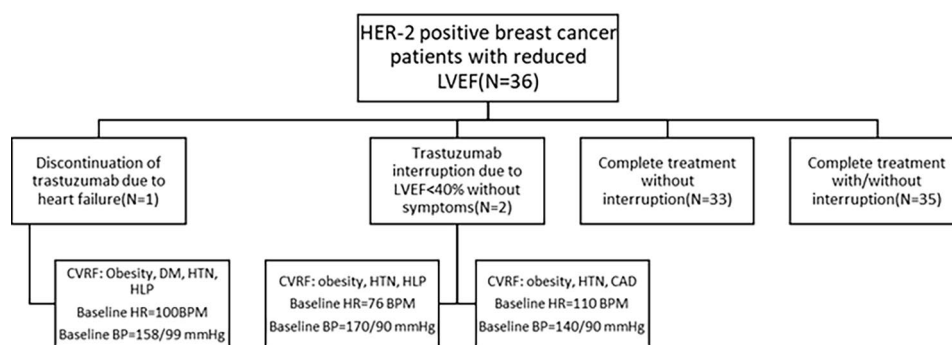 HER-2 positive breast cancer
patients with reduced
LVEF(N=36)
Discontinuation of
trastuzumab due to
heart failure(N=1)
Trastuzumab
interruption due to
LVEF<40% without
symptoms(N=2)
Complete treatment
without
interruption(N=33)
Complete treatment
with/without
interruption(N=35)
CVRF: Obesity, DM, HTN,
HLP
Baseline HR=100BPM
Baseline BP=158/99 mmHg
CVRF: obesity, HTN, HLP
Baseline HR=76 BPM
Baseline BP=170/90 mmHg
CVRF: obesity, HTN, CAD
Baseline HR=110 BPM
Baseline BP=140/90 mmHg